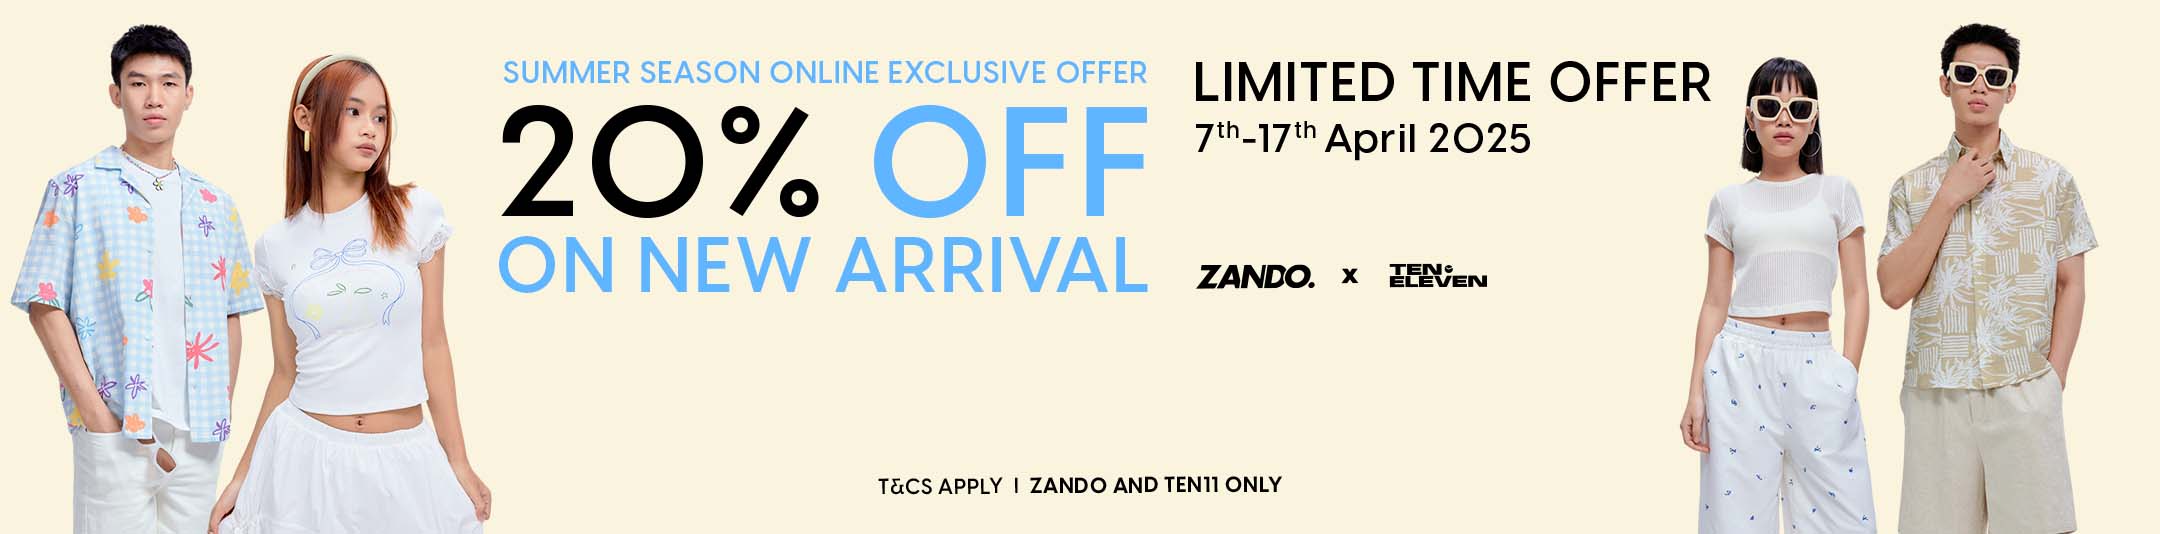 SUMMER SEASON ONLINE EXCLUSIVE OFFER
20% OFF
ON NEW ARRIVAL
LIMITED TIME OFFER
7th-17th April 2025
ZANDO. X TEN ELEVEN
T&CS APPLY | ZANDO AND TEN11 ONLY